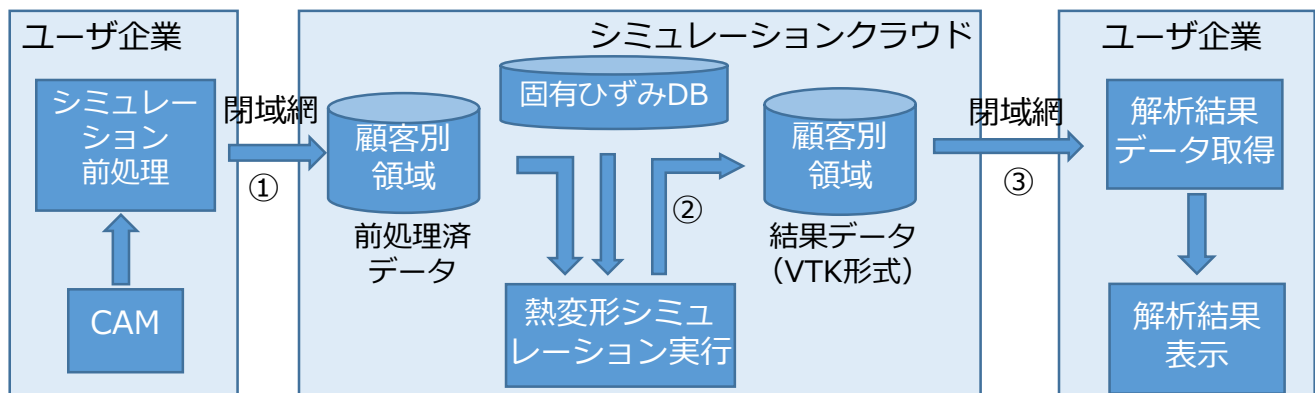 ユーザ企業
シミュレー
ション
前処理
CAM
閉域網
①
シミュレーションクラウド
顧客別
領域
前処理済
データ
固有ひずみDB
熱変形シミュ
レーション実行
②
顧客別
領域
結果データ
（VTK形式）
閉域網
③
ユーザ企業
解析結果
データ取得
解析結果
表示